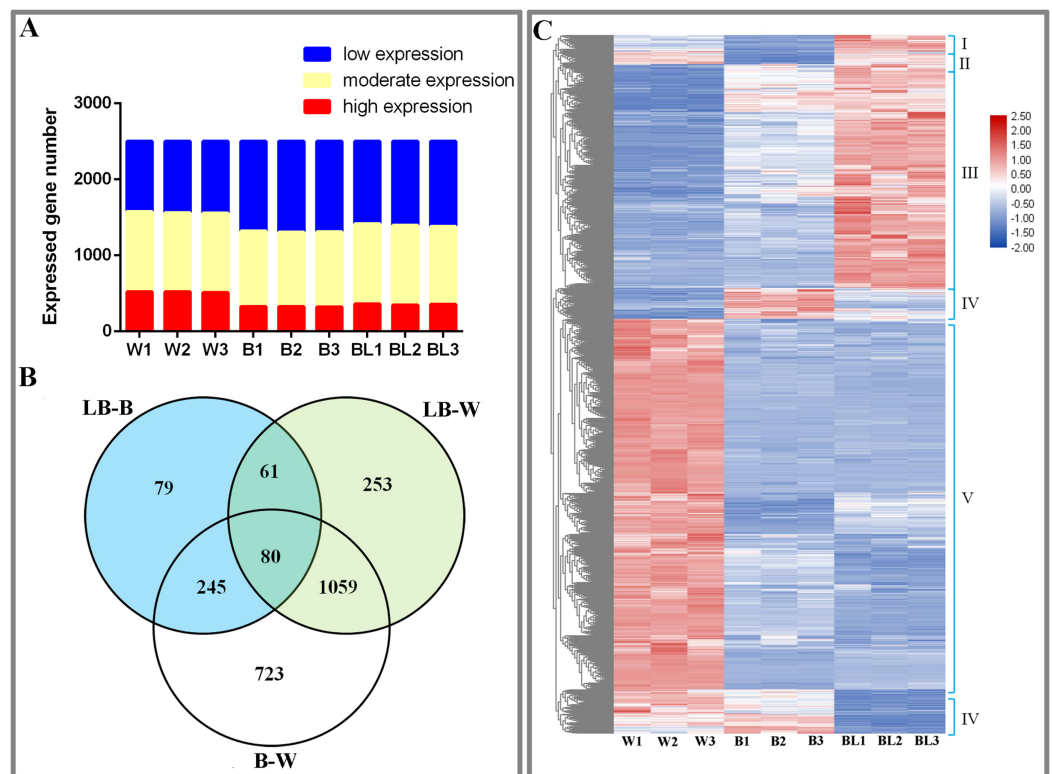 A
low expression
moderate expression
high expression
Expressed gene number
3000
2000
1000
0
W1 W2 W3 B1 B2 B3 BL1 BL2 BL3
B
LB-B
LB-W
79
61
253
80
245
1059
723
B-W
C
I
II
III
IV
V
IV
2.50
2.00
1.50
1.00
0.50
0.00
-0.50
-1.00
-1.50
-2.00
W1 W2 W3 B1 B2 B3 BL1 BL2 BL3